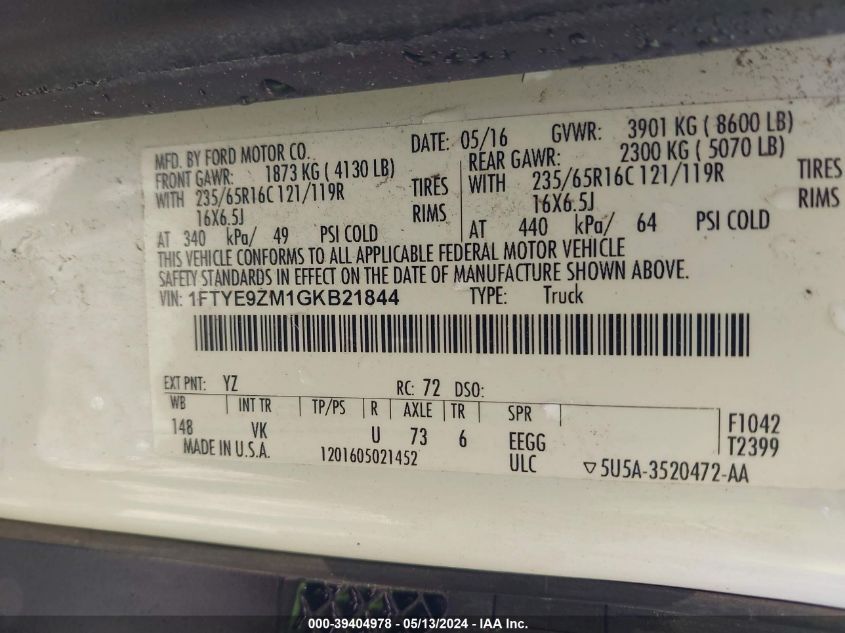 MFD. BY FORD MOTOR CO. DATE: 05/16 GVWR: 3901 KG ( 8600 LB)
FRONT GAWR: 1873 KG ( 4130 LB) REAR GAWR: 2300 KG ( 5070 LB)
WITH 235/65R16C 121/119R TIRES WITH 235/65R16C 121/119R TIRES
16X6.5J RIMS 16X6.5J RIMS
AT 340 kPa/ 49 PSI COLD AT 440 kPa/ 64 PSI COLD
THIS VEHICLE CONFORMS TO ALL APPLICABLE FEDERAL MOTOR VEHICLE
SAFETY STANDARDS IN EFFECT ON THE DATE OF MANUFACTURE SHOWN ABOVE.
VIN: 1FTYE9ZM1GKB21844 TYPE: Truck
EXT PNT: YZ RC: 72 DSO:
WB INT TR TP/PS R AXLE TR SPR
148 VK U 73 6 EEGG F1042
MADE IN U.S.A. 1201605021452 ULC T2399
▽5U5A-3520472-AA
000-39404978 - 05/13/2024 - IAA Inc.